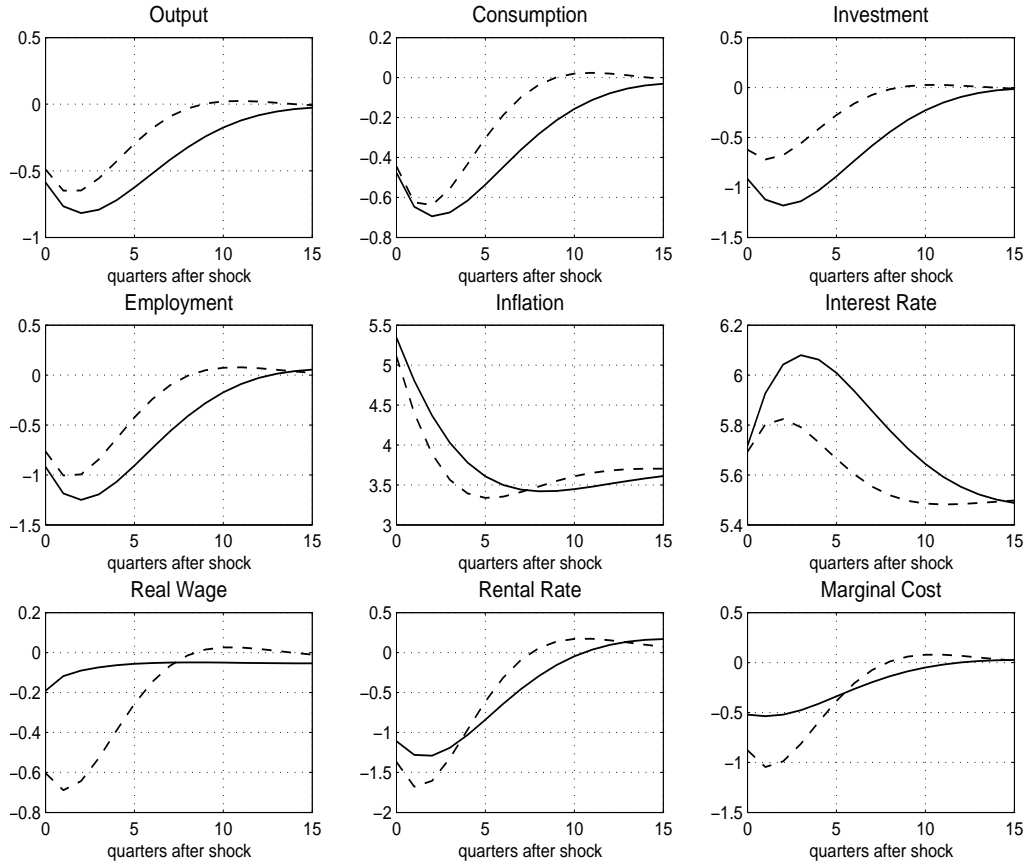 Output Consumption Investment
0.5 0.2 0.5
0 0 0
−0.2
−0.5 −0.4 −0.5
−0.6 −1
−1 −0.8 −1.5
0 5 10 15 0 5 10 15 0 5 10 15
quarters after shock quarters after shock quarters after shock
Employment Inflation Interest Rate
0.5 5.5 6.2
0 5 6
4.5
−0.5 4 5.8
−1 3.5 5.6
−1.5 3 5.4
0 5 10 15 0 5 10 15 0 5 10 15
quarters after shock quarters after shock quarters after shock
Real Wage Rental Rate Marginal Cost
0.2 0.5 0.5
0 0 0
−0.2 −0.5 −0.5
−0.4 −1
−0.6 −1.5 −1
−0.8 −2 −1.5
0 5 10 15 0 5 10 15 0 5 10 15
quarters after shock quarters after shock quarters after shock